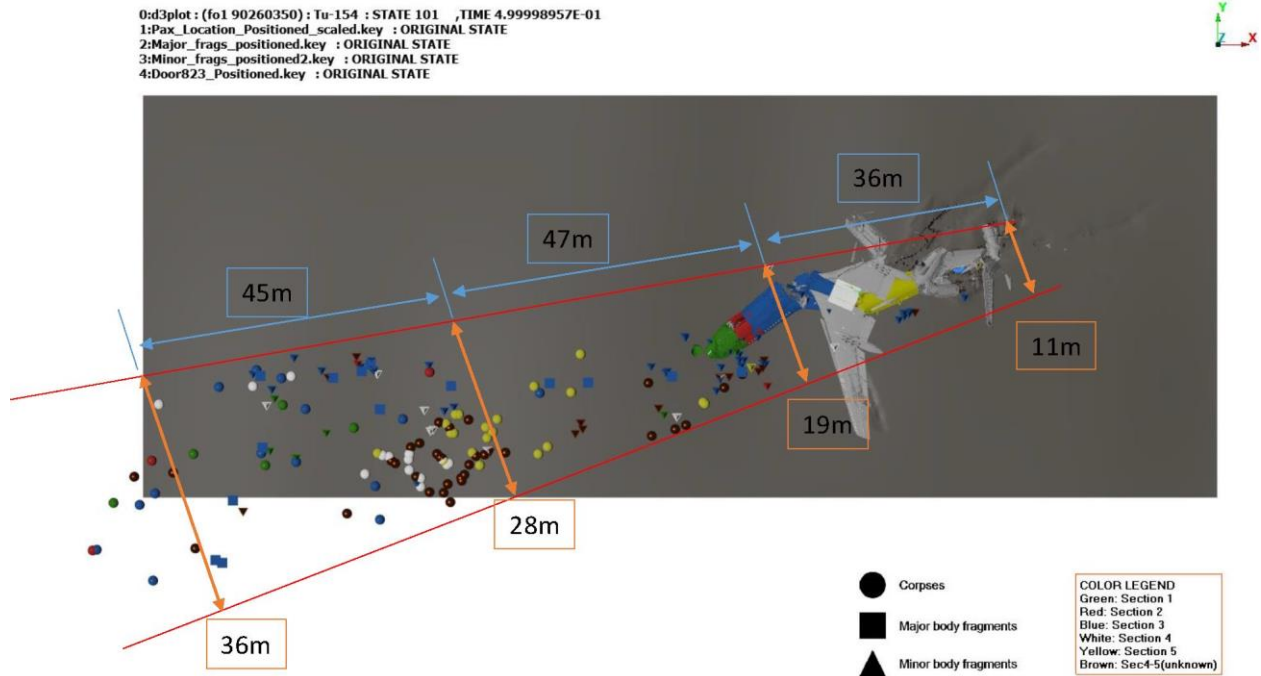 0:d3plot : (fo1 90260350) : Tu-154 : STATE 101 ,TIME 4.99998957E-01
1:Pax_Location_Positioned_scaled.key : ORIGINAL STATE
2:Major_frags_positioned.key : ORIGINAL STATE
3:Minor_frags_positioned2.key : ORIGINAL STATE
4:Door823_Positioned.key : ORIGINAL STATE
Y
Z X
36m
47m
45m
11m
19m
28m
36m
Corpses
Major body fragments
Minor body fragments
COLOR LEGEND
Green: Section 1
Red: Section 2
Blue: Section 3
White: Section 4
Yellow: Section 5
Brown: Sec4-5(unknown)